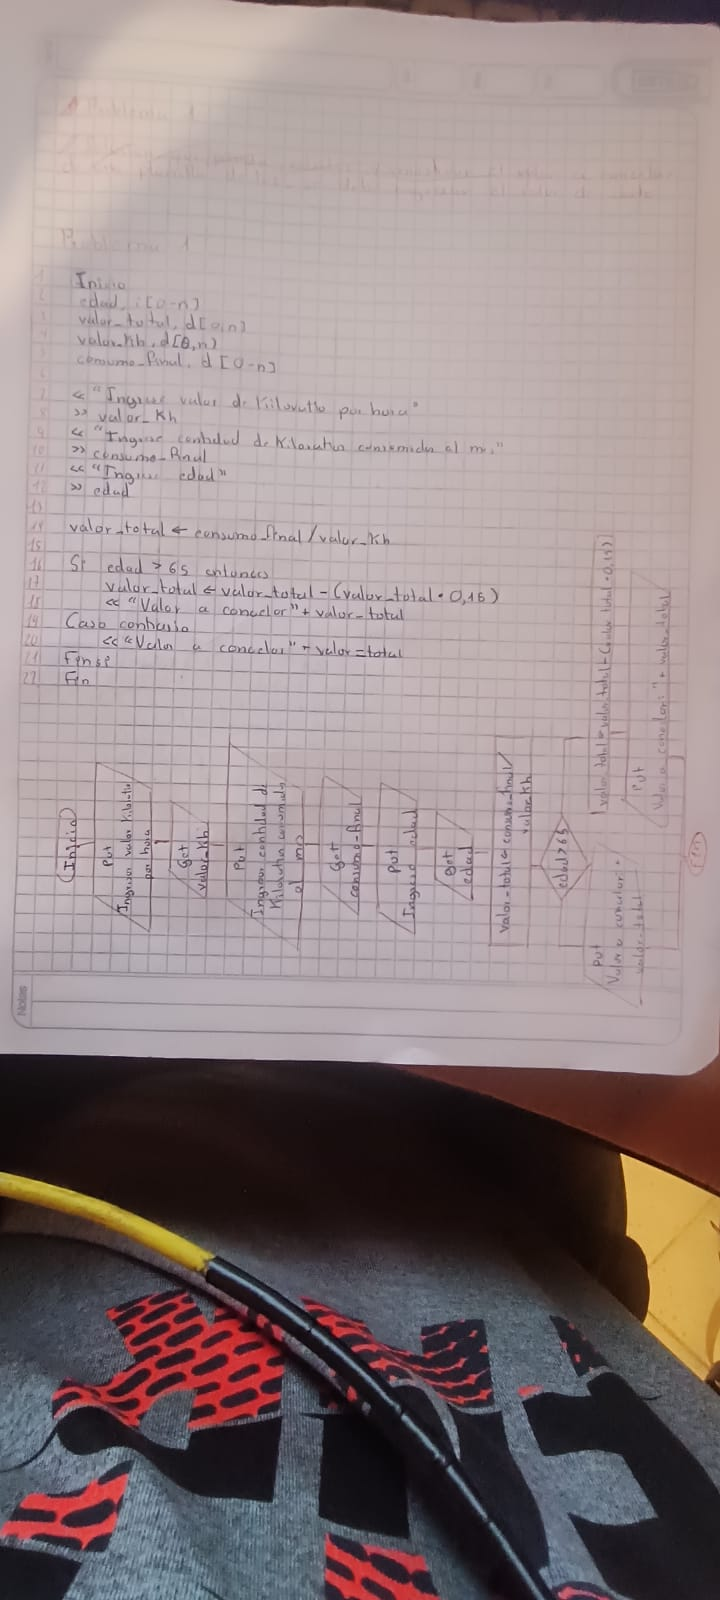 Problema 1
1 Inicio
2 edad, i[0-n]
3 valor_total, d[0,n]
4 valor_kh, d[0,n]
5 consumo_final, d[0-n]
6
7 << "Ingrese valor de Kilovatto por hora"
8 >> valor_Kh
9 << "Ingrese cantidad de Kilovatios consumidos al mes"
10 >> consumo_final
11 << "Ingrese edad"
12 >> edad
13
14 valor_total ← consumo_final/valor_kh
15
16 Si edad > 65 entonces
17 valor_total ← valor_total - (valor_total * 0,15)
18 << "Valor a cancelar" + valor_total
19 Caso contrario
20 << "Valor a cancelar" + valor_total
21 Finsi
22 Fin
Inicio
Put
Ingrese valor Kilovatio
por hora
Get
valor_kh
Put
Ingrese cantidad de
Kilovatios consumidos
al mes
Get
consumo_final
Put
Ingrese edad
get
edad
valor_total ← consumo_final/
valor_kh
edad > 65
valor_total ← valor_total - (valor_total * 0,15)
Put
Valor a cancelar: " + valor_total
Put
Valor a cancelar: +
valor_total
Fin
Notas